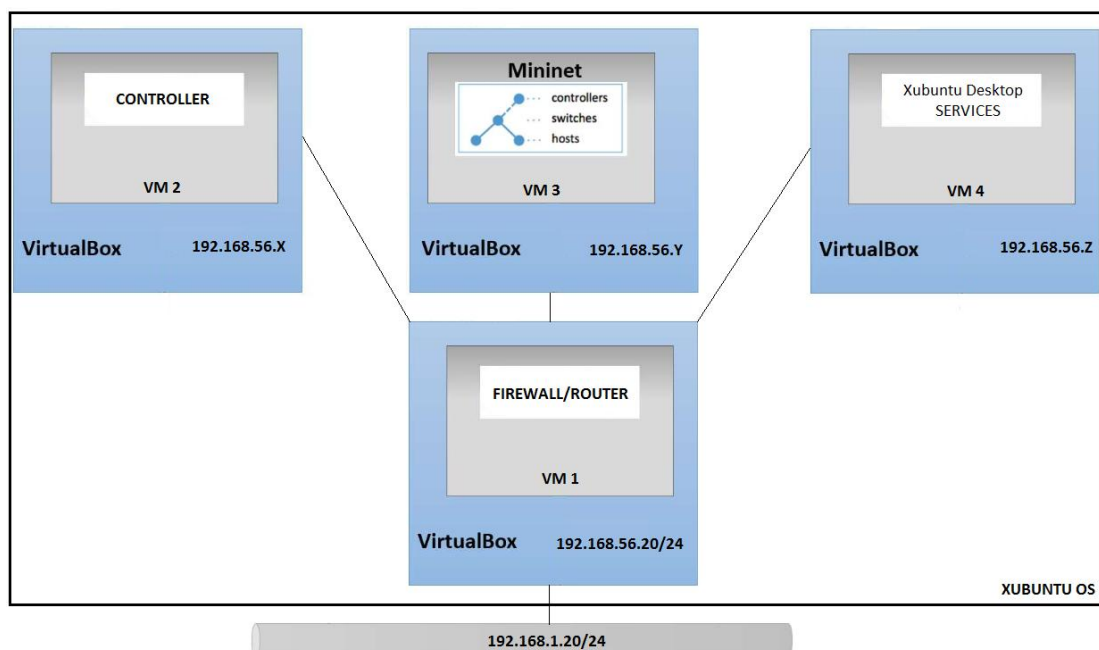 CONTROLLER
VM 2
VirtualBox
192.168.56.X
Mininet
controllers
switches
hosts
VM 3
VirtualBox
192.168.56.Y
Xubuntu Desktop
SERVICES
VM 4
VirtualBox
192.168.56.Z
FIREWALL/ROUTER
VM 1
VirtualBox
192.168.56.20/24
XUBUNTU OS
192.168.1.20/24